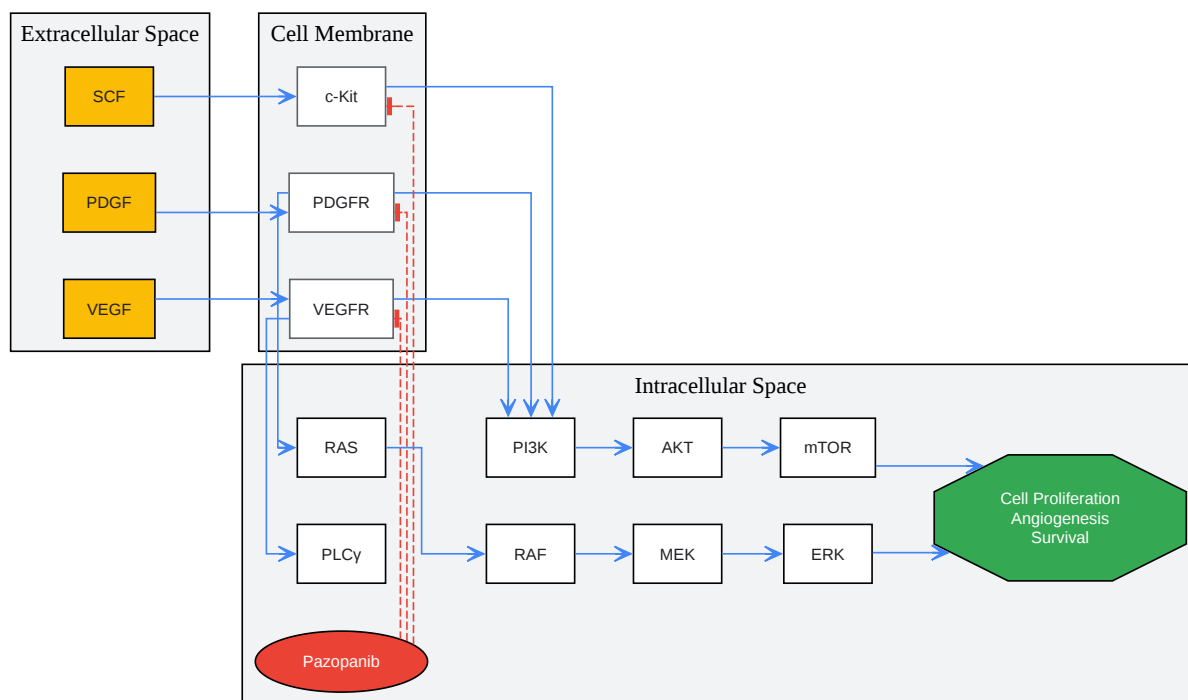 Extracellular Space
Cell Membrane
SCF
c-Kit
PDGF
PDGFR
VEGF
VEGFR
Intracellular Space
RAS
PI3K
AKT
mTOR
Cell Proliferation
Angiogenesis
Survival
PLCγ
RAF
MEK
ERK
Pazopanib